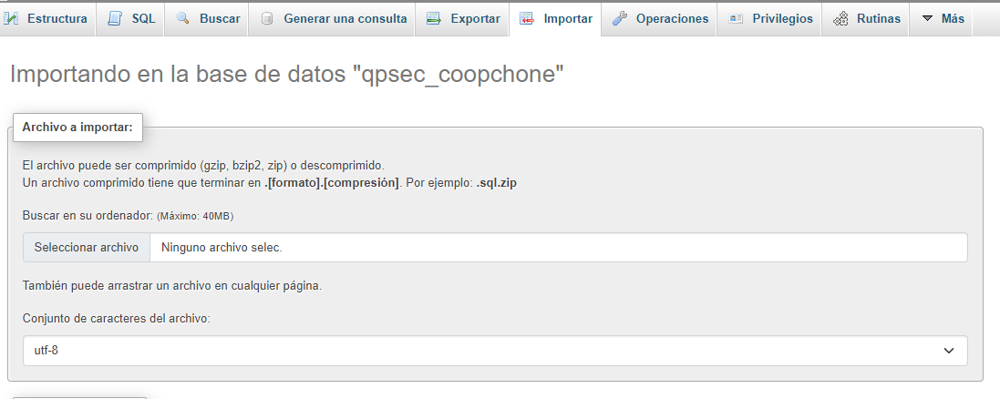 Estructura SQL Buscar Generar una consulta Exportar Importar Operaciones Privilegios Rutinas Más
Importando en la base de datos "qpsec_coopchone"
Archivo a importar:
El archivo puede ser comprimido (gzip, bzip2, zip) o descomprimido.
Un archivo comprimido tiene que terminar en .[formato].[compresión]. Por ejemplo: .sql.zip
Buscar en su ordenador: (Máximo: 40MB)
Seleccionar archivo Ninguno archivo selec.
También puede arrastrar un archivo en cualquier página.
Conjunto de caracteres del archivo:
utf-8